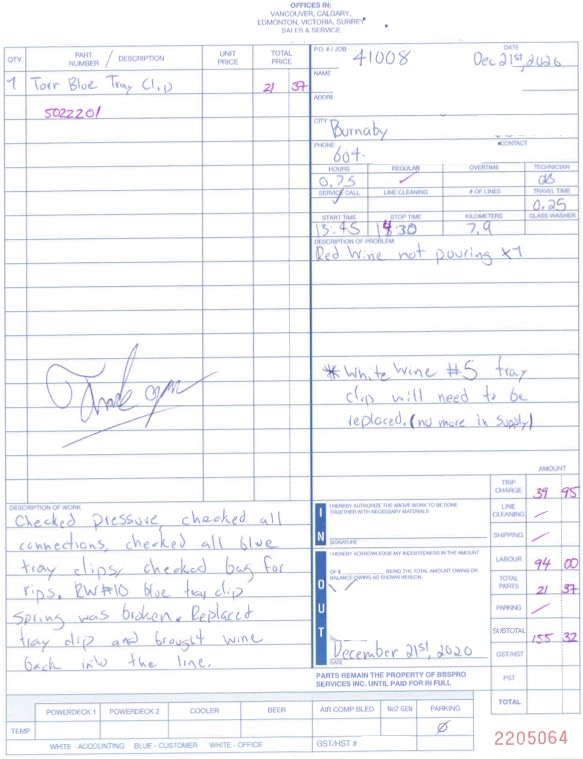 OFFICES IN:
VANCOUVER, CALGARY,
EDMONTON, VICTORIA, SURREY
SALES & SERVICE
QTY. PART NUMBER / DESCRIPTION UNIT PRICE TOTAL PRICE
1 Torr Blue Tray Clip 21 37
5022201
P.O. # / JOB 41008
DATE Dec 21st, 2020
NAME
ADDRE
CITY Burnaby
PHONE 604-
CONTACT
HOURS REGULAR OVERTIME TECHNICIAN
0.75 ✓ dB
SERVICE CALL LINE CLEANING # OF LINES TRAVEL TIME
✓ 0.25
START TIME STOP TIME KILOMETERS GLASS WASHER
13:45 14:30 7.9
DESCRIPTION OF PROBLEM
Red Wine not pouring x1
* White Wine #5 tray
clip will need to be
replaced. (no more in supply)
DESCRIPTION OF WORK
Checked pressure, checked all
connections, checked all blue
tray clips, checked bag for
rips. RW#10 blue tray clip
spring was broken. Replaced
tray clip and brought wine
back into the line.
IN
I HEREBY AUTHORIZE THE ABOVE WORK TO BE DONE
TOGETHER WITH NECESSARY MATERIALS
SIGNATURE
OUT
I HEREBY ACKNOWLEDGE MY INDEBTEDNESS IN THE AMOUNT
OF $ BEING THE TOTAL AMOUNT OWING OR
BALANCE OWING AS SHOWN HEREON.
December 21st, 2020
DATE
PARTS REMAIN THE PROPERTY OF BBSPRO
SERVICES INC. UNTIL PAID FOR IN FULL
AMOUNT
TRIP CHARGE 39 95
LINE CLEANING /
SHIPPING /
LABOUR 94 00
TOTAL PARTS 21 37
PARKING /
SUBTOTAL 155 32
GST/HST
PST
TOTAL
POWERDECK 1 POWERDECK 2 COOLER BEER AIR COMP BLED No2 GEN PARKING
TEMP Ø
WHITE - ACCOUNTING BLUE - CUSTOMER WHITE - OFFICE GST/HST #
2205064